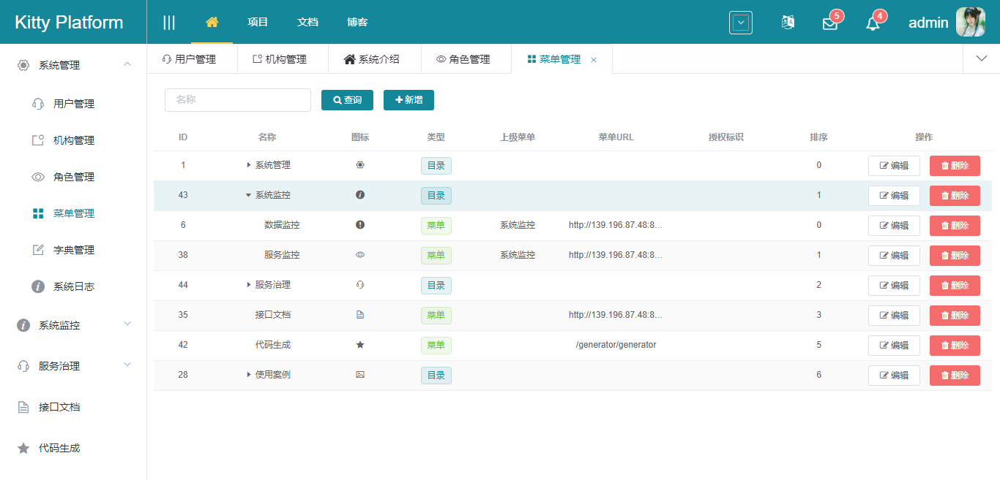 Kitty Platform
项目 文档 博客 5 4 admin
系统管理
用户管理
机构管理
角色管理
菜单管理
字典管理
系统日志
系统监控
服务治理
接口文档
代码生成
用户管理 机构管理 系统介绍 角色管理 菜单管理 ×
名称 查询 新增
ID 名称 图标 类型 上级菜单 菜单URL 授权标识 排序 操作
1 系统管理 目录 0 编辑 删除
43 系统监控 目录 1 编辑 删除
6 数据监控 菜单 系统监控 http://139.196.87.48:8... 0 编辑 删除
38 服务监控 菜单 系统监控 http://139.196.87.48:8... 1 编辑 删除
44 服务治理 目录 2 编辑 删除
35 接口文档 菜单 http://139.196.87.48:8... 3 编辑 删除
42 代码生成 菜单 /generator/generator 5 编辑 删除
28 使用案例 目录 6 编辑 删除